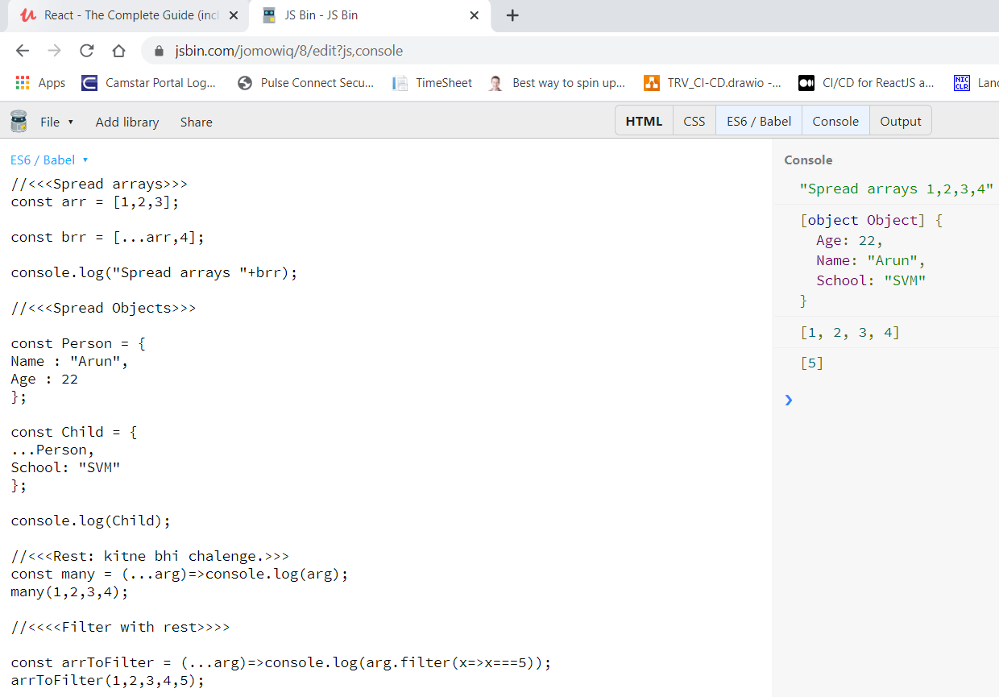 React - The Complete Guide (incl
JS Bin - JS Bin
jsbin.com/jomowiq/8/edit?js,console
Apps
Camstar Portal Log...
Pulse Connect Secu...
TimeSheet
Best way to spin up...
TRV_CI-CD.drawio -...
CI/CD for ReactJS a...
NIC CLR
Land
File
Add library
Share
HTML
CSS
ES6 / Babel
Console
Output
ES6 / Babel
//<<<Spread arrays>>>
const arr = [1,2,3];
const brr = [...arr,4];
console.log("Spread arrays "+brr);
//<<<Spread Objects>>>
const Person = {
Name : "Arun",
Age : 22
};
const Child = {
...Person,
School: "SVM"
};
console.log(Child);
//<<<Rest: kitne bhi chalenge.>>>
const many = (...arg)=>console.log(arg);
many(1,2,3,4);
//<<<<Filter with rest>>>>
const arrToFilter = (...arg)=>console.log(arg.filter(x=>x===5));
arrToFilter(1,2,3,4,5);
Console
"Spread arrays 1,2,3,4"
[object Object] {
Age: 22,
Name: "Arun",
School: "SVM"
}
[1, 2, 3, 4]
[5]